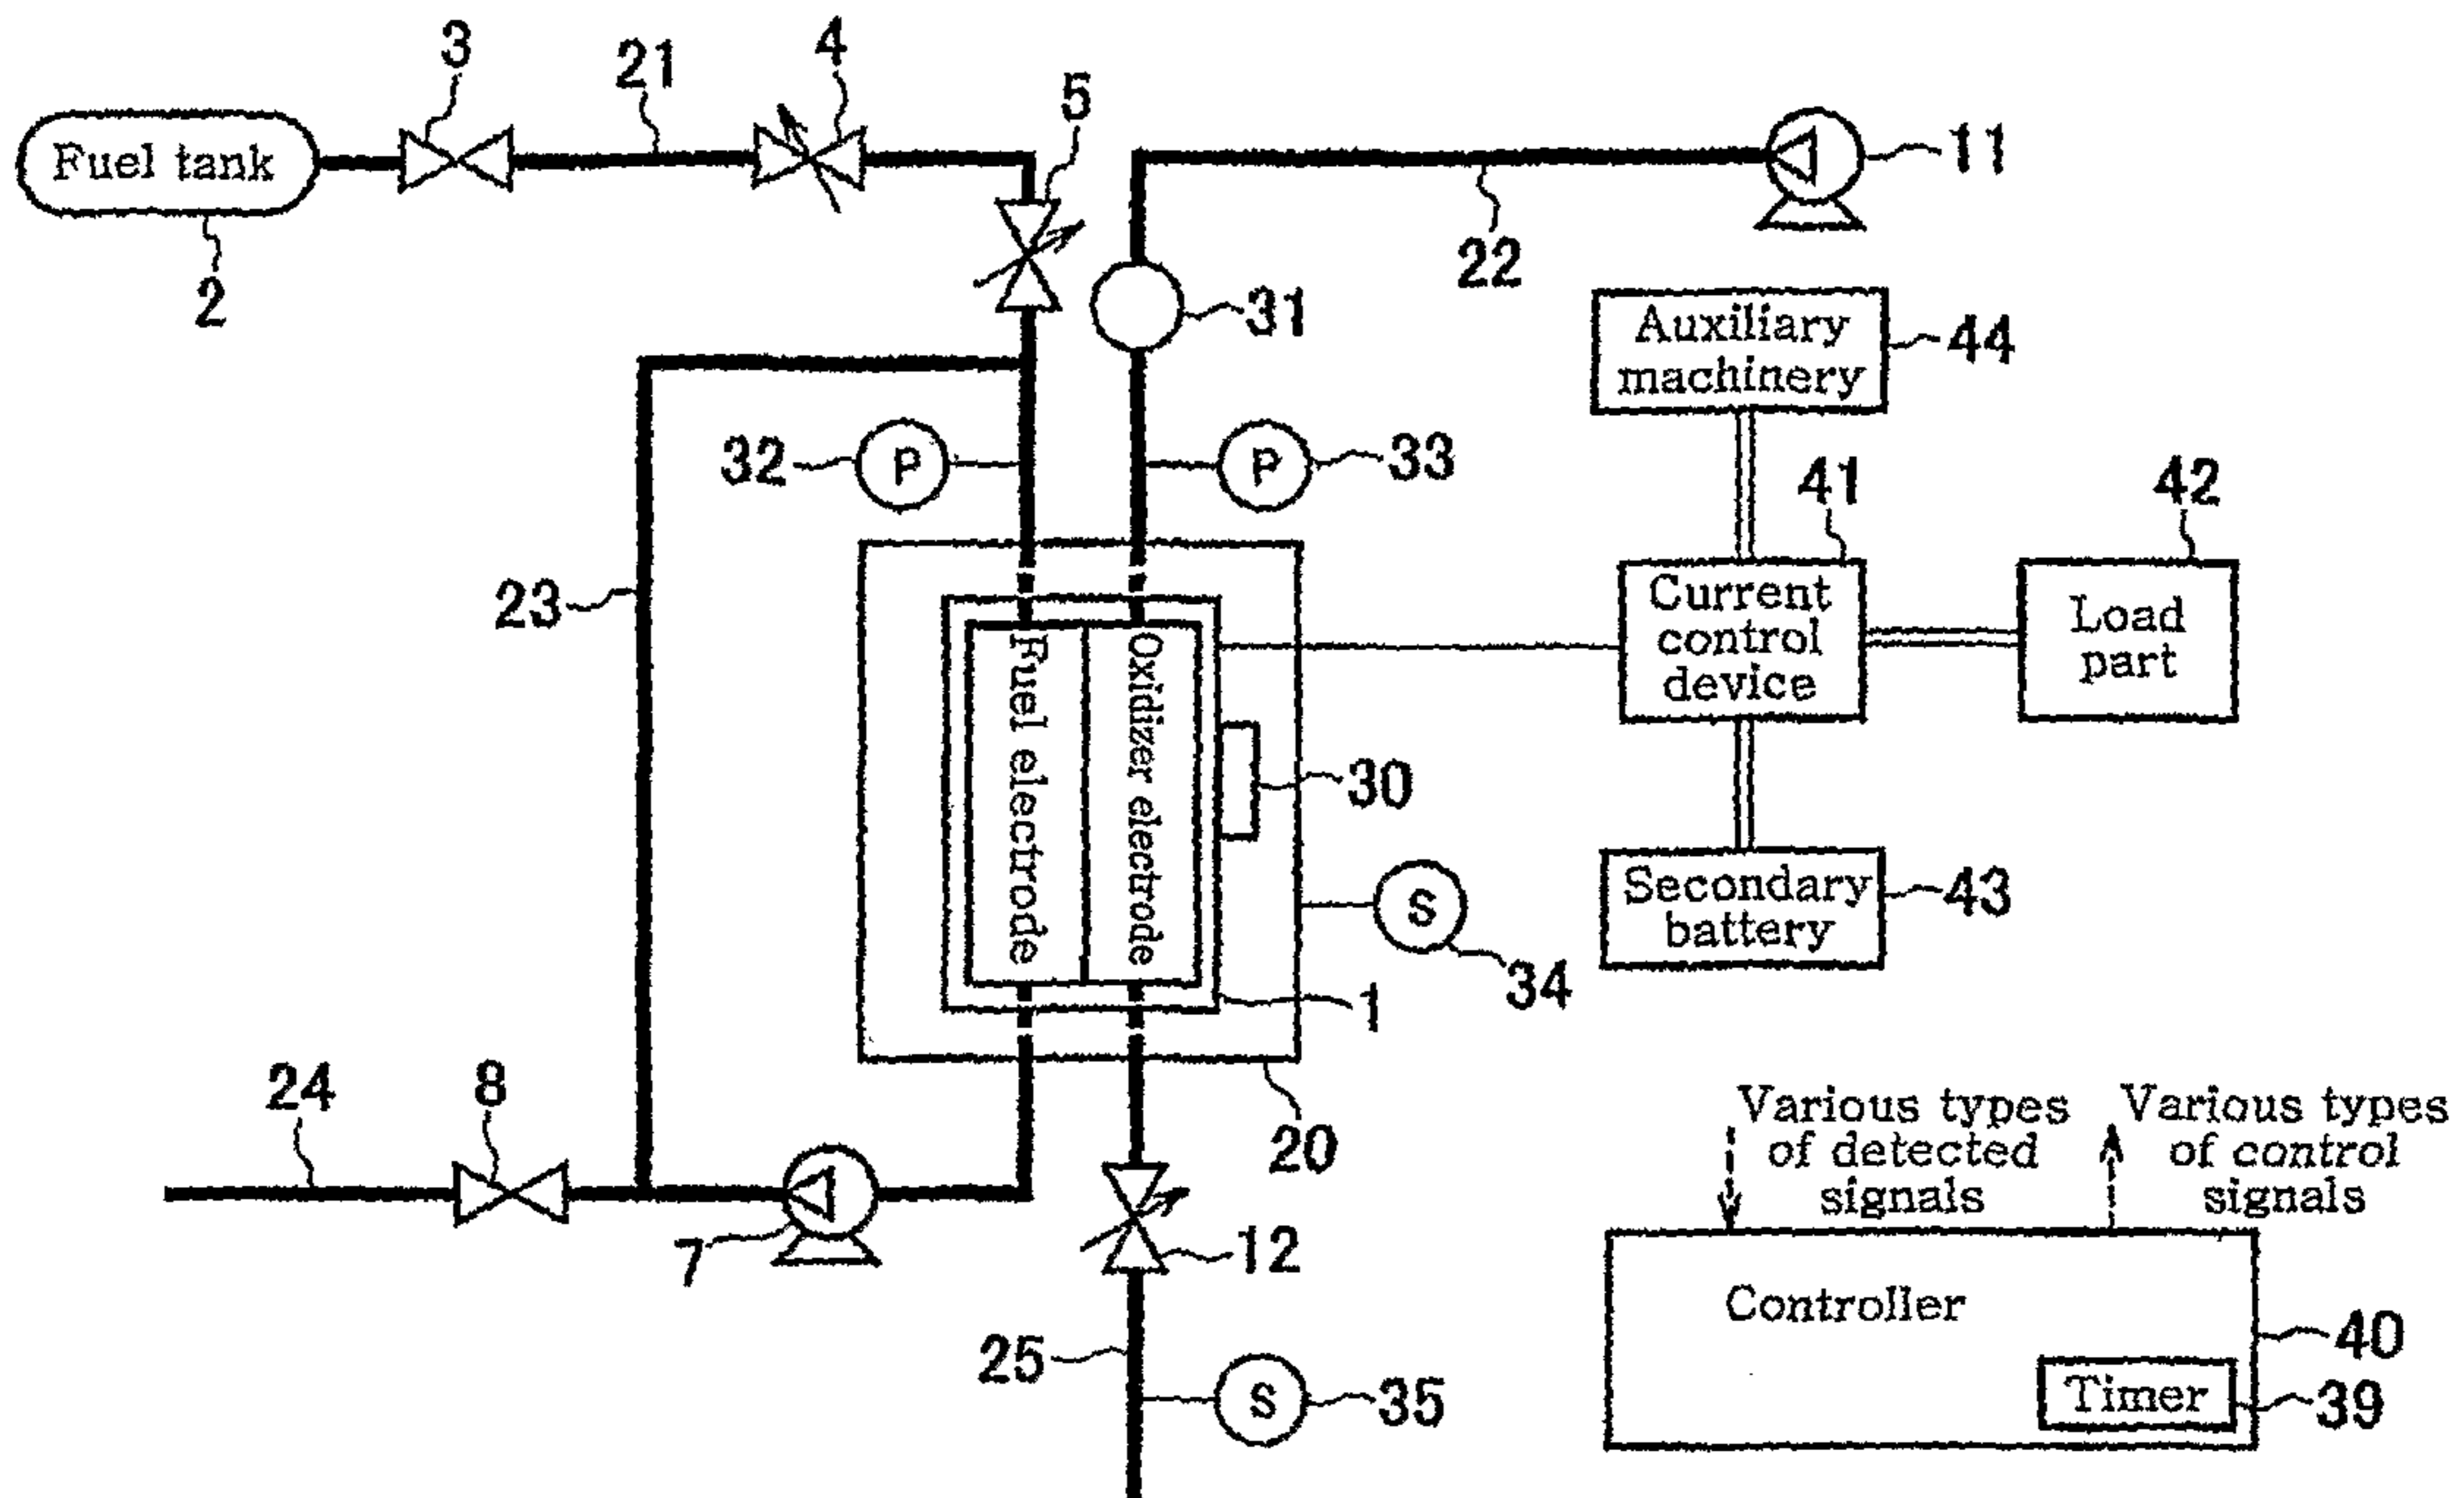 3
21
4
5
Fuel tank
11
2
22
31
Auxiliary
machinery
44
32
P
P
33
41
42
23
Current
control
device
Load
part
Fuel electrode
Oxidizer electrode
30
Secondary
battery
43
S
34
1
24
8
20
Various types
of detected
signals
Various types
of control
signals
7
12
Controller
40
25
S
35
Timer
39